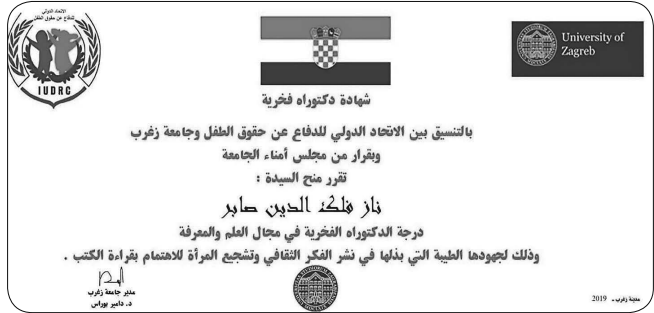 الاتحاد الدولي
للدفاع عن حقوق الطفل
IUDRC
University of
Zagreb
شهادة دكتوراه فخرية
بالتنسيق بين الاتحاد الدولي للدفاع عن حقوق الطفل وجامعة زغرب
وبقرار من مجلس أمناء الجامعة
تقرر منح السيدة :
ناز فلك الدين صابر
درجة الدكتوراه الفخرية في مجال العلم والمعرفة
وذلك لجهودها الطيبة التي بذلها في نشر الفكر الثقافي وتشجيع المرأة للاهتمام بقراءة الكتب .
مدير جامعة زغرب
د. دامير بوراس
مدينة زغرب - 2019